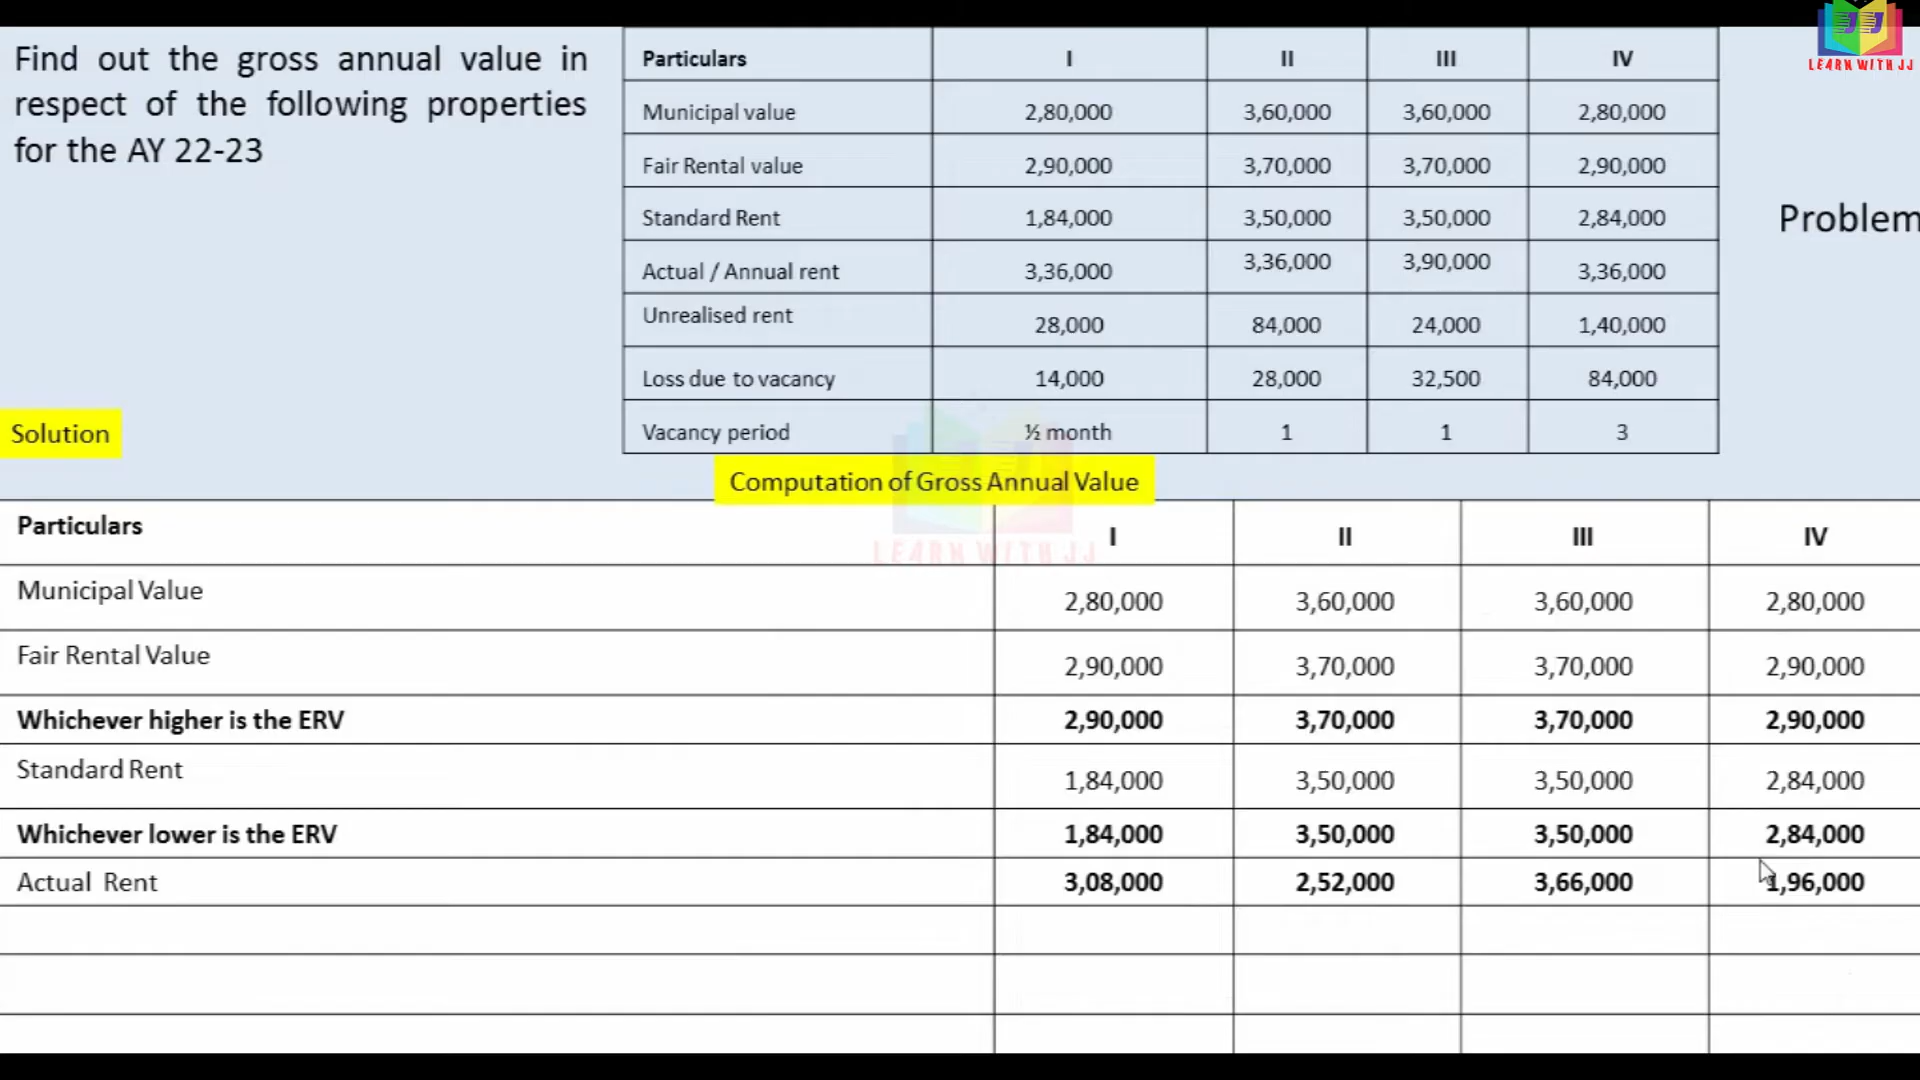 LEARN WITH JJ
Find out the gross annual value in
respect of the following properties
for the AY 22-23
Particulars I II III IV
Municipal value 2,80,000 3,60,000 3,60,000 2,80,000
Fair Rental value 2,90,000 3,70,000 3,70,000 2,90,000
Standard Rent 1,84,000 3,50,000 3,50,000 2,84,000
Actual / Annual rent 3,36,000 3,36,000 3,90,000 3,36,000
Unrealised rent 28,000 84,000 24,000 1,40,000
Loss due to vacancy 14,000 28,000 32,500 84,000
Vacancy period ½ month 1 1 3
Problem
Solution
Computation of Gross Annual Value
LEARN WITH JJ
Particulars I II III IV
Municipal Value 2,80,000 3,60,000 3,60,000 2,80,000
Fair Rental Value 2,90,000 3,70,000 3,70,000 2,90,000
Whichever higher is the ERV 2,90,000 3,70,000 3,70,000 2,90,000
Standard Rent 1,84,000 3,50,000 3,50,000 2,84,000
Whichever lower is the ERV 1,84,000 3,50,000 3,50,000 2,84,000
Actual Rent 3,08,000 2,52,000 3,66,000 1,96,000